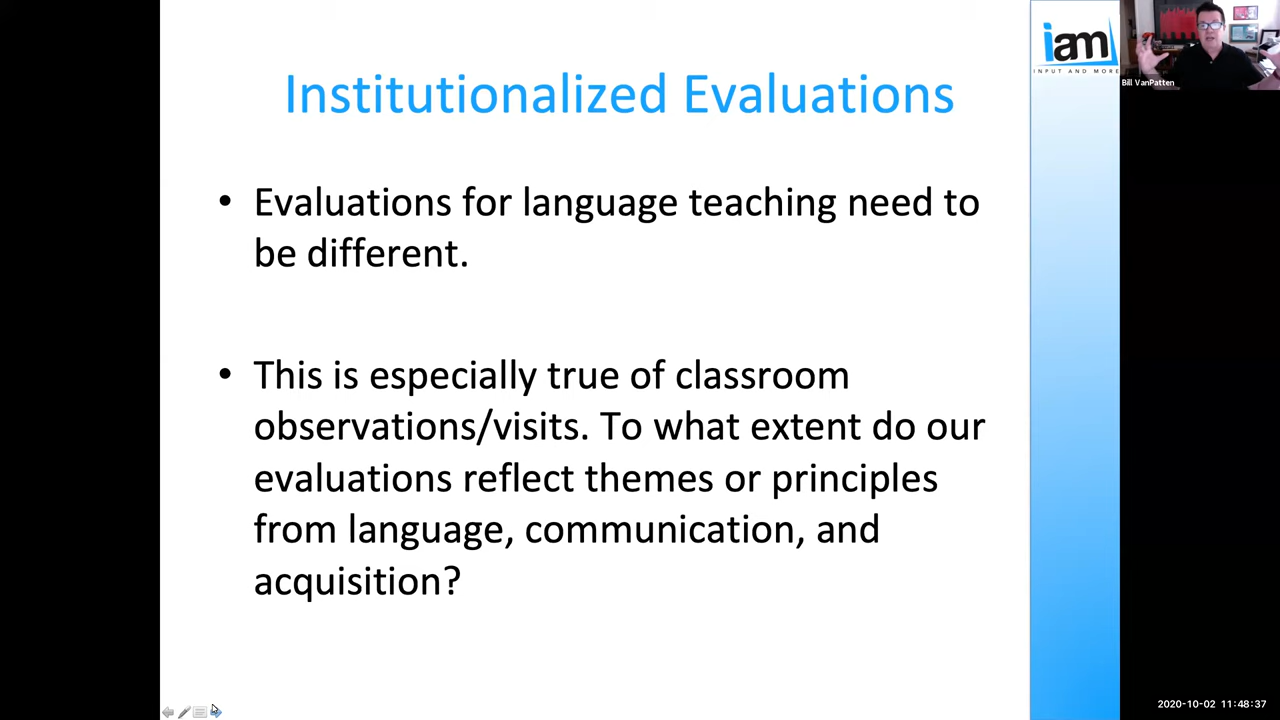 Institutionalized Evaluations
• Evaluations for language teaching need to
be different.
• This is especially true of classroom
observations/visits. To what extent do our
evaluations reflect themes or principles
from language, communication, and
acquisition?
iam
INPUT AND MORE
Bill VanPatten
2020-10-02 11:48:37